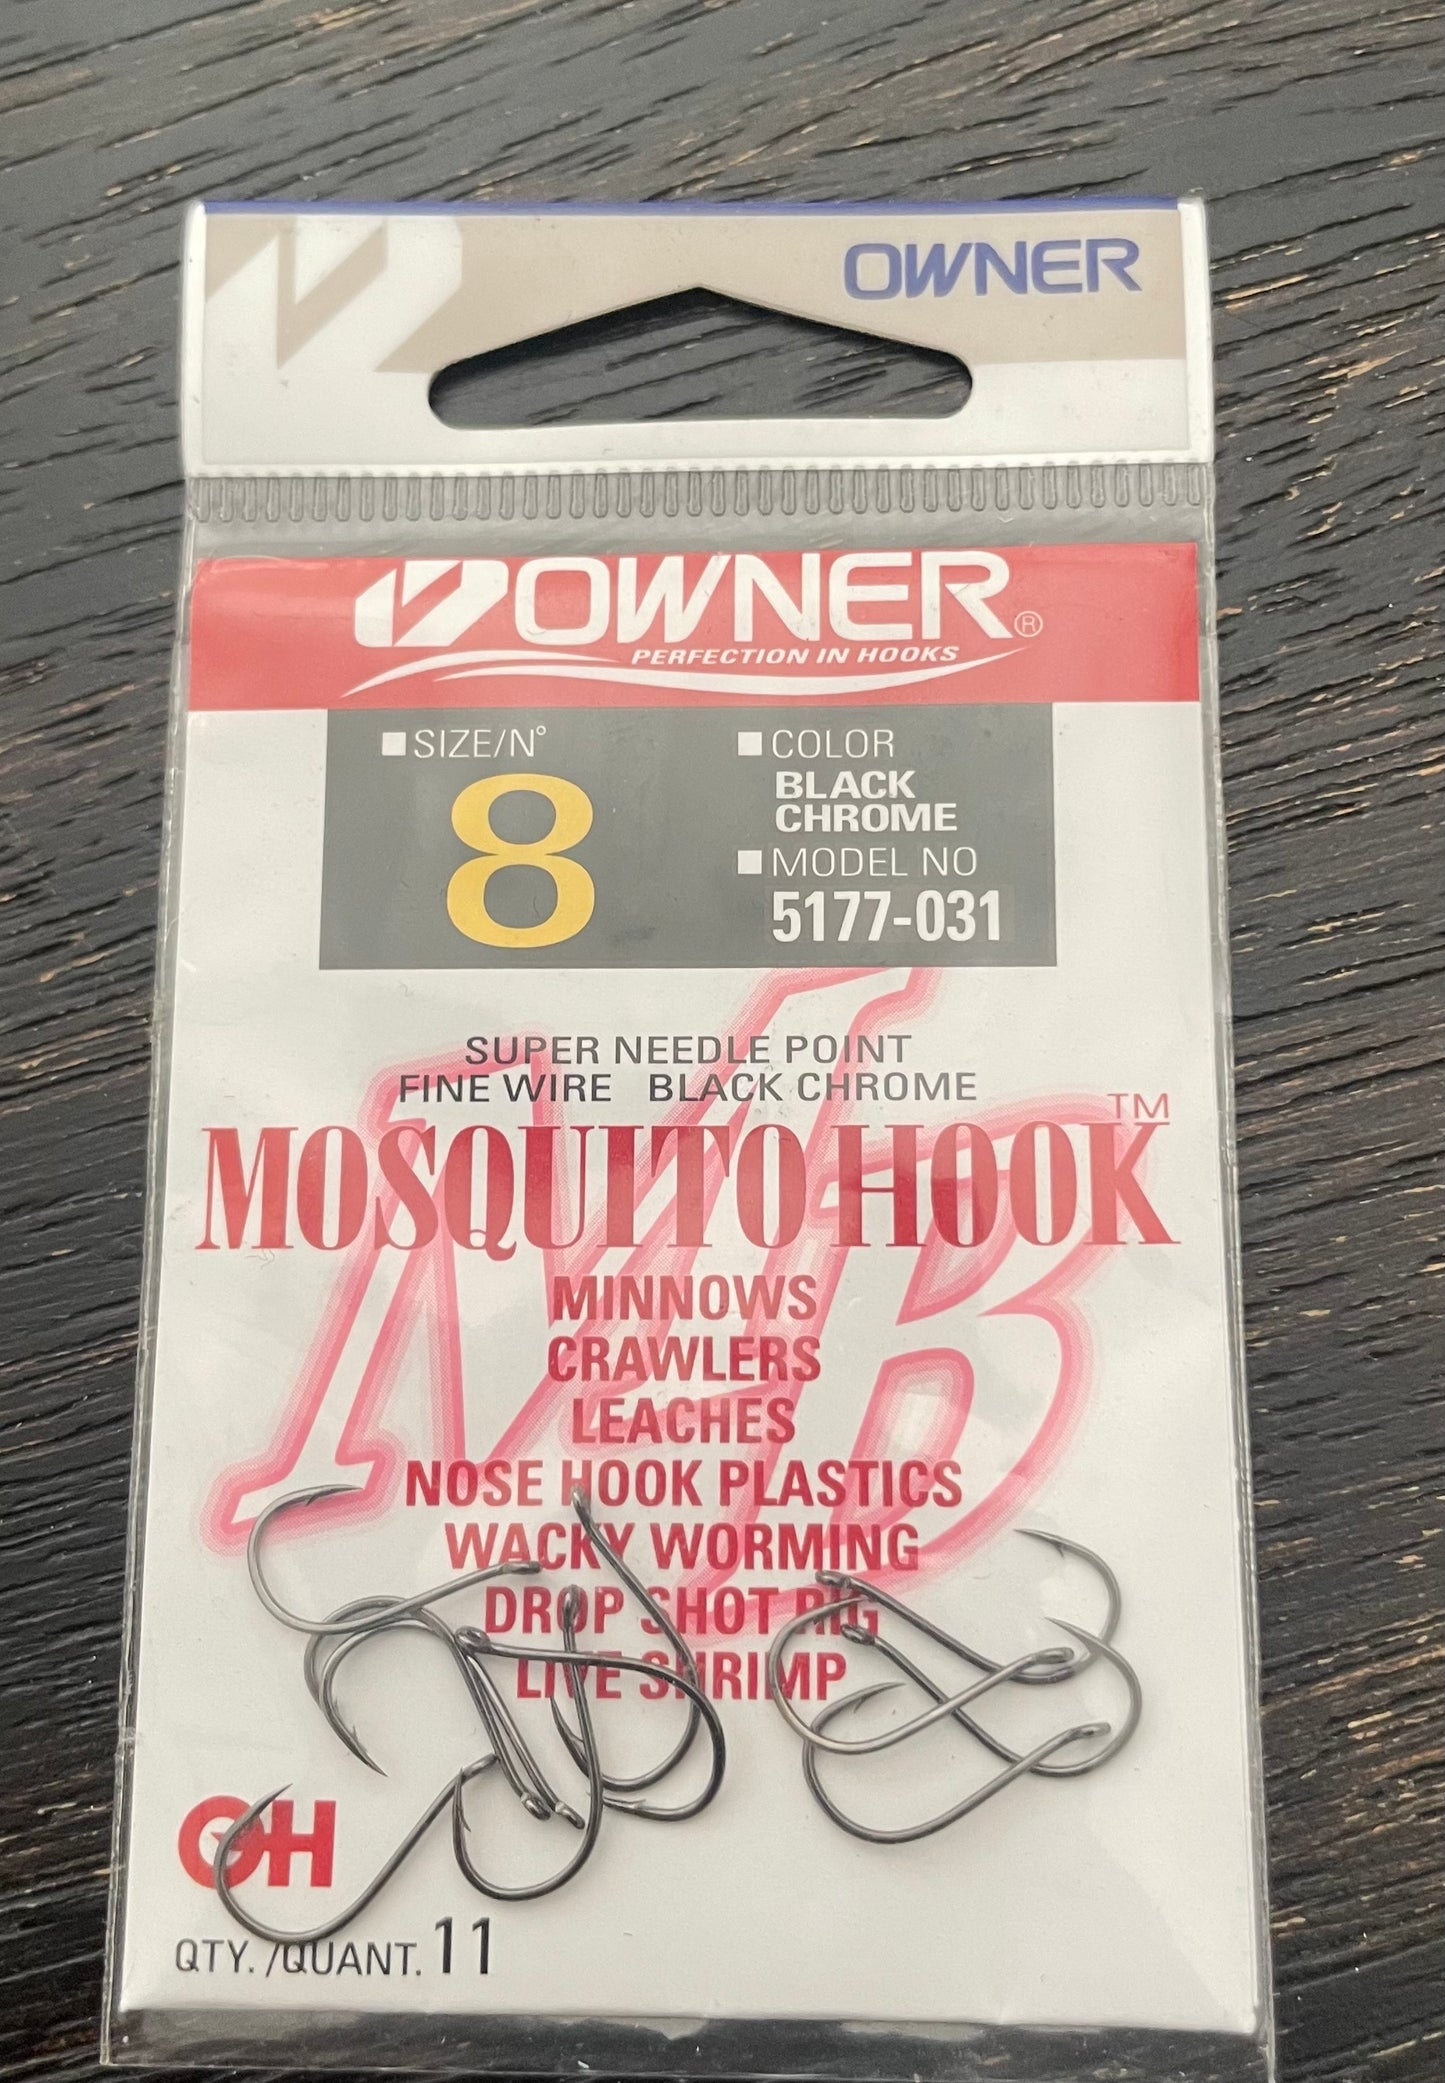 OWNER
OWNER®
PERFECTION IN HOOKS
SIZE/N° COLOR
8 BLACK
CHROME
MODEL NO
5177-031
SUPER NEEDLE POINT
FINE WIRE BLACK CHROME
MOSQUITO HOOK™
MINNOWS
CRAWLERS
LEACHES
NOSE HOOK PLASTICS
WACKY WORMING
DROP SHOT RIG
LIVE SHRIMP
OH
QTY./QUANT. 11